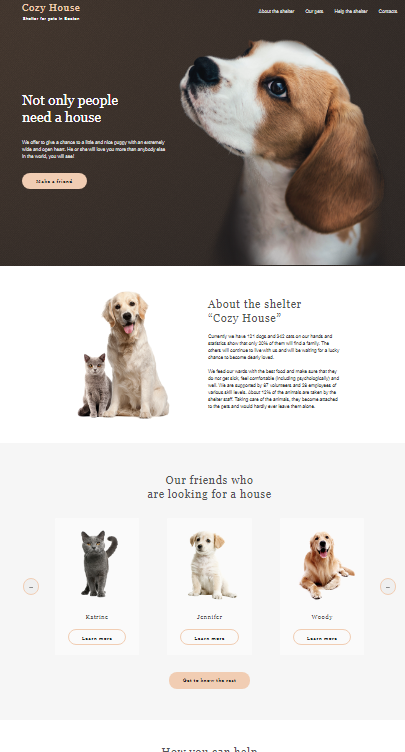 Cozy House
Shelter for pets in Boston
About the shelter Our pets Help the shelter Contacts
Not only people
need a house
We offer to give a chance to a little and nice puppy with an extremely
wide and open heart. He or she will love you more than anybody else
in the world, you will see!
Make a friend
About the shelter
“Cozy House”
Currently we have 121 dogs and 342 cats on our hands and
statistics show that only 20% of them will find a family. The
others will continue to live with us and will be waiting for a lucky
chance to become dearly loved.
We feed our wards with the best food and make sure that they
do not get sick, feel comfortable (including psychologically) and
well. We are supported by 87 volunteers and 28 employees of
various skill levels. About 12% of the animals are taken by the
shelter staff. Taking care of the animals, they become attached
to the pets and would hardly ever leave them alone.
Our friends who
are looking for a house
Katrine
Jennifer
Woody
Learn more
Learn more
Learn more
Get to know the rest
How you can help